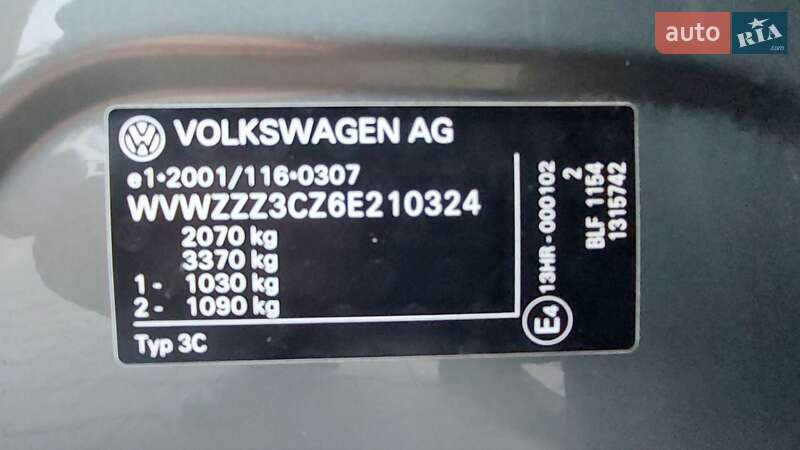 auto RIA.com
VOLKSWAGEN AG
e1*2001/116*0307
WVWZZZ3CZ6E210324
2070 kg
3370 kg
1- 1030 kg
2- 1090 kg
Typ 3C
E4 13HR-000102
2
BLF 1154
1315742